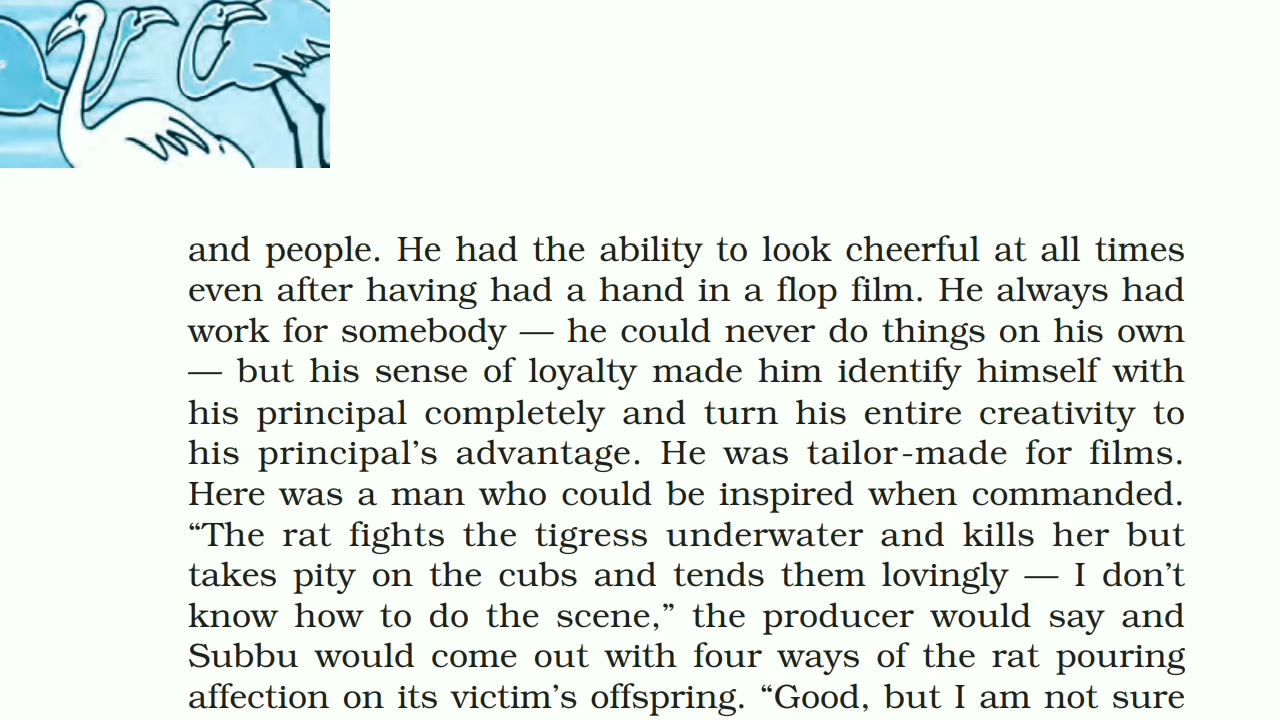 and people. He had the ability to look cheerful at all times
even after having had a hand in a flop film. He always had
work for somebody — he could never do things on his own
— but his sense of loyalty made him identify himself with
his principal completely and turn his entire creativity to
his principal’s advantage. He was tailor-made for films.
Here was a man who could be inspired when commanded.
“The rat fights the tigress underwater and kills her but
takes pity on the cubs and tends them lovingly — I don’t
know how to do the scene,” the producer would say and
Subbu would come out with four ways of the rat pouring
affection on its victim’s offspring. “Good, but I am not sure